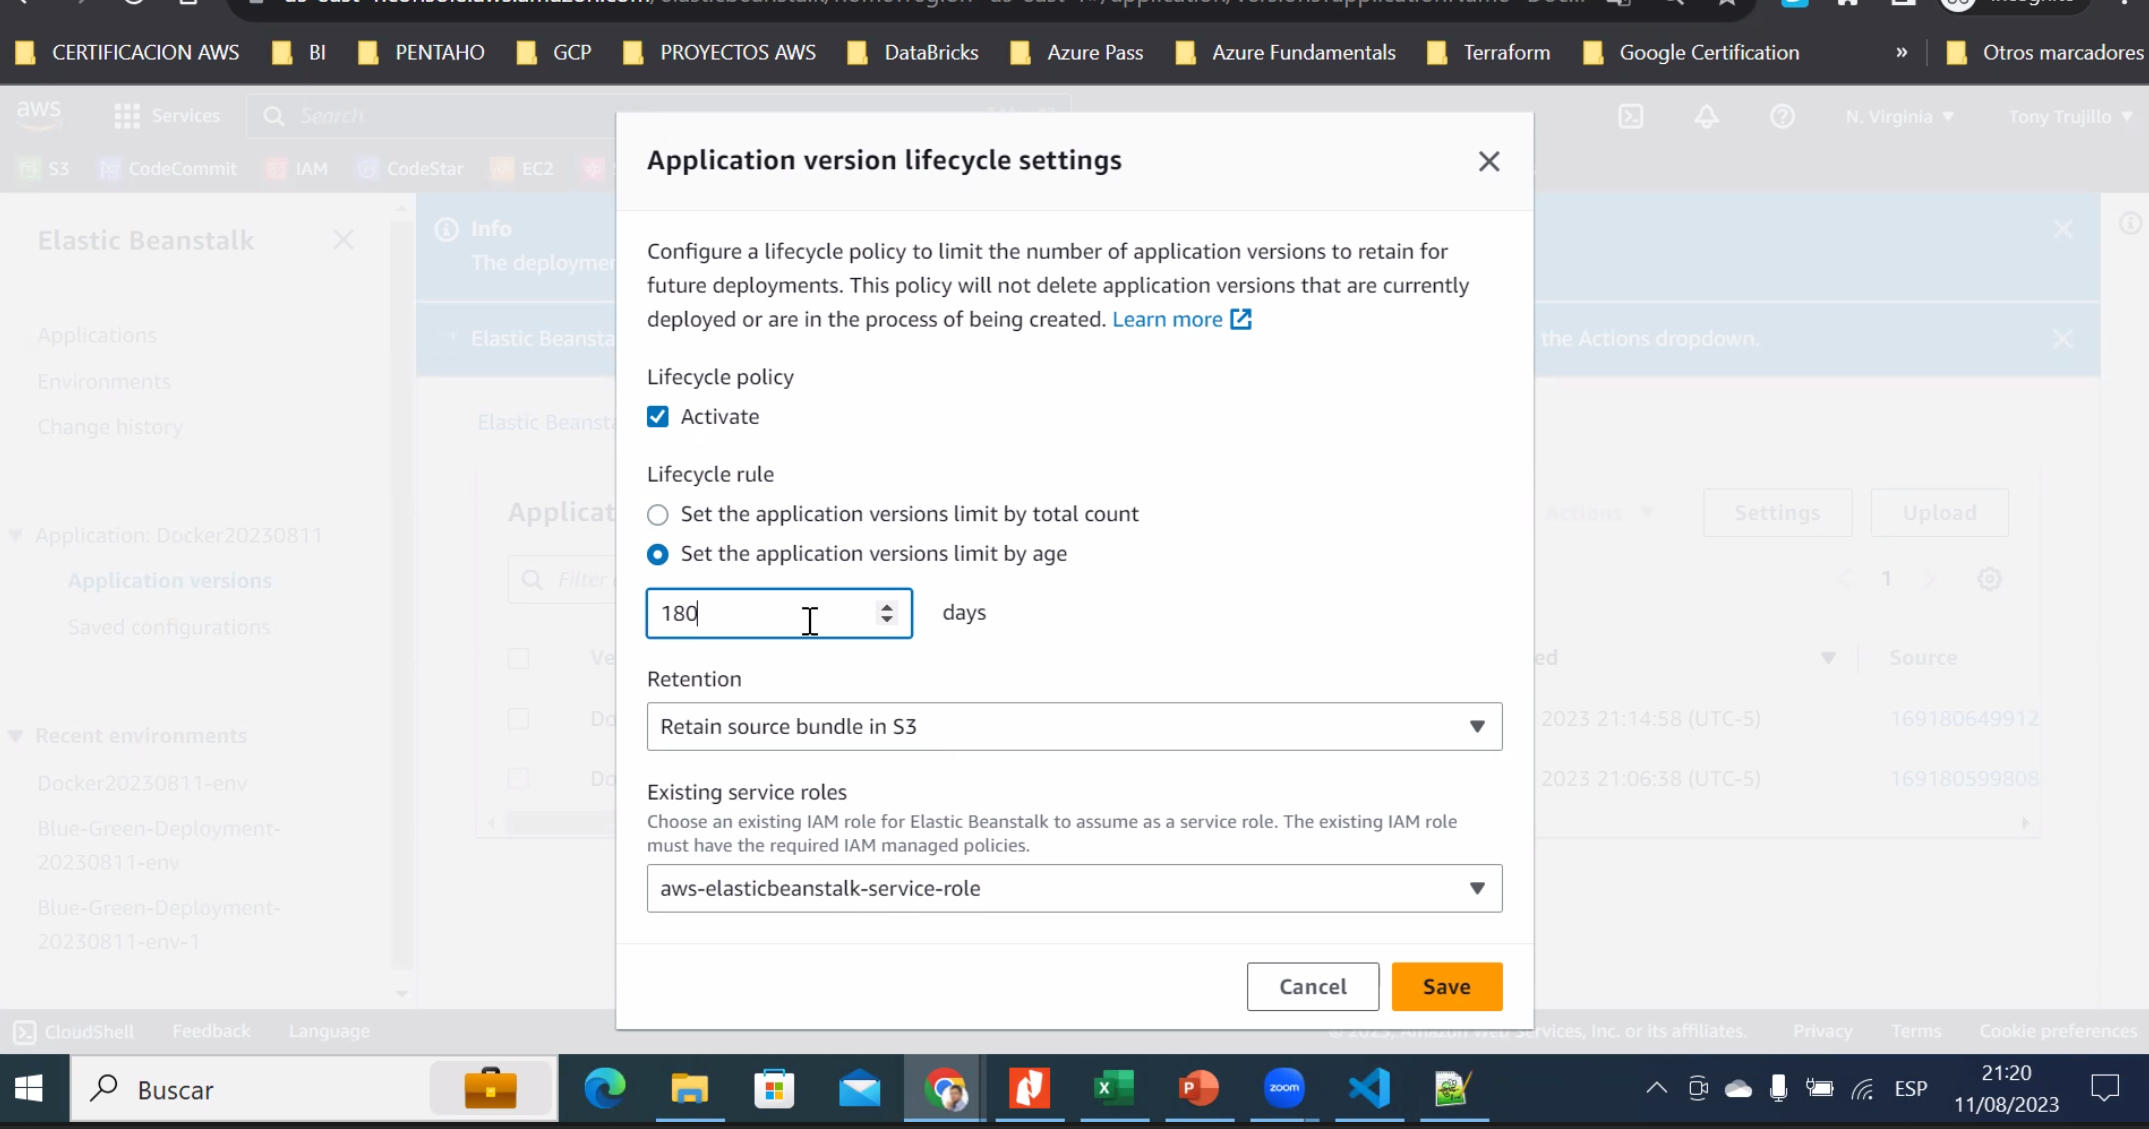 CERTIFICACION AWS
BI
PENTAHO
GCP
PROYECTOS AWS
DataBricks
Azure Pass
Azure Fundamentals
Terraform
Google Certification
»
Otros marcadores
aws
Services
Search
N. Virginia
Tony Trujillo
S3
CodeCommit
IAM
CodeStar
EC2
Application version lifecycle settings
Elastic Beanstalk
Info
The deploymen
Configure a lifecycle policy to limit the number of application versions to retain for
future deployments. This policy will not delete application versions that are currently
deployed or are in the process of being created. Learn more
Elastic Beansta
the Actions dropdown.
Applications
Environments
Change history
Elastic Beansta
Lifecycle policy
Activate
Lifecycle rule
Set the application versions limit by total count
Set the application versions limit by age
180
days
Applicat
Actions
Settings
Upload
Application: Docker20230811
Application versions
Saved configurations
Filter
1
Ve
ed
Source
Retention
Retain source bundle in S3
Do
2023 21:14:58 (UTC-5)
169180649912
Do
2023 21:06:38 (UTC-5)
169180599808
Recent environments
Docker20230811-env
Blue-Green-Deployment-
20230811-env
Blue-Green-Deployment-
20230811-env-1
Existing service roles
Choose an existing IAM role for Elastic Beanstalk to assume as a service role. The existing IAM role
must have the required IAM managed policies.
aws-elasticbeanstalk-service-role
Cancel
Save
CloudShell
Feedback
Language
© 2023, Amazon Web Services, Inc. or its affiliates.
Privacy
Terms
Cookie preferences
Buscar
zoom
ESP
21:20
11/08/2023